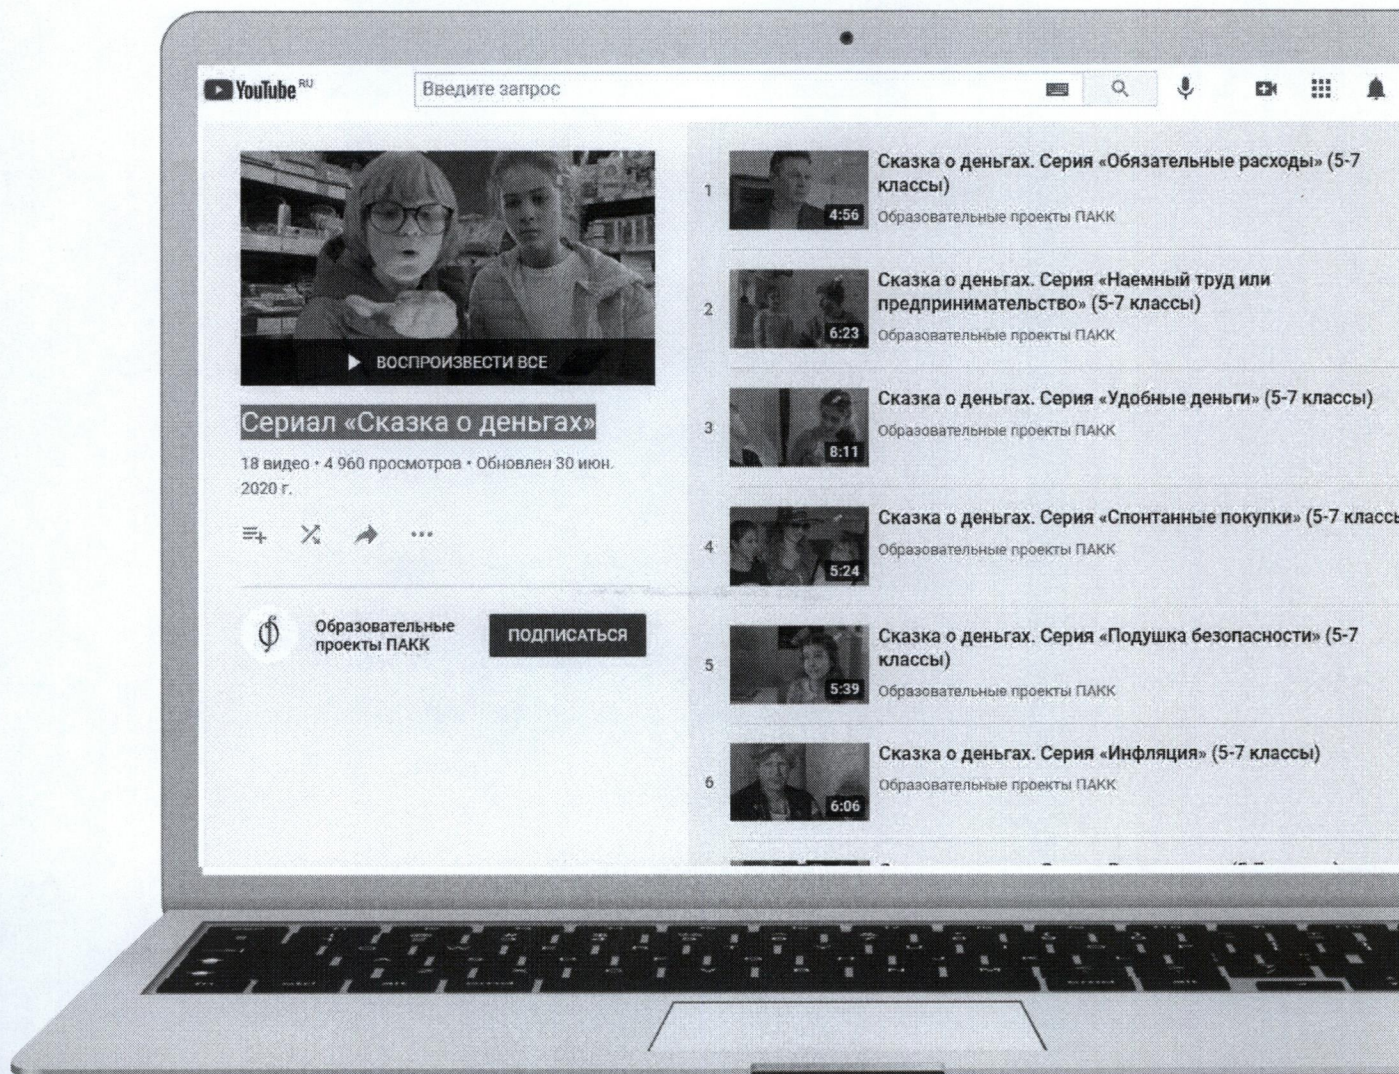 YouTube RU
Введите запрос
ВОСПРОИЗВЕСТИ ВСЕ
Сериал «Сказка о деньгах»
18 видео • 4 960 просмотров • Обновлен 30 июн.
2020 г.
Образовательные
проекты ПАКК
ПОДПИСАТЬСЯ
1
4:56
Сказка о деньгах. Серия «Обязательные расходы» (5-7
классы)
Образовательные проекты ПАКК
2
6:23
Сказка о деньгах. Серия «Наемный труд или
предпринимательство» (5-7 классы)
Образовательные проекты ПАКК
3
8:11
Сказка о деньгах. Серия «Удобные деньги» (5-7 классы)
Образовательные проекты ПАКК
4
5:24
Сказка о деньгах. Серия «Спонтанные покупки» (5-7 классы
Образовательные проекты ПАКК
5
5:39
Сказка о деньгах. Серия «Подушка безопасности» (5-7
классы)
Образовательные проекты ПАКК
6
6:06
Сказка о деньгах. Серия «Инфляция» (5-7 классы)
Образовательные проекты ПАКК